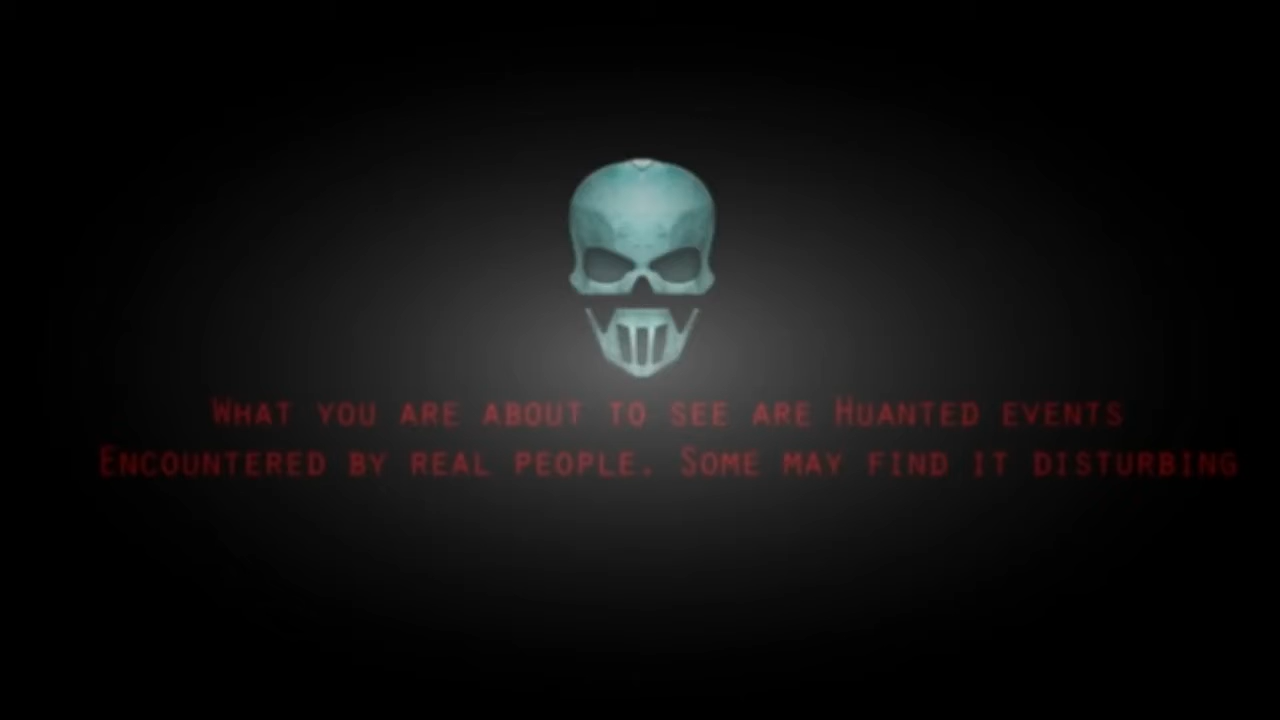 What you are about to see are Huanted events
Encountered by real people. Some may find it disturbing